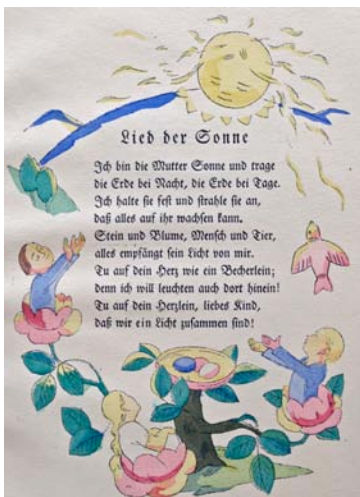 Lied der Sonne
Ich bin die Mutter Sonne und trage
die Erde bei Nacht, die Erde bei Tage.
Ich halte sie fest und strahle sie an,
daß alles auf ihr wachsen kann.
Stein und Blume, Mensch und Tier,
alles empfängt sein Licht von mir.
Tu auf dein Herz wie ein Becherlein;
denn ich will leuchten auch dort hinein!
Tu auf dein Herzlein, liebes Kind,
daß wir ein Licht zusammen sind!